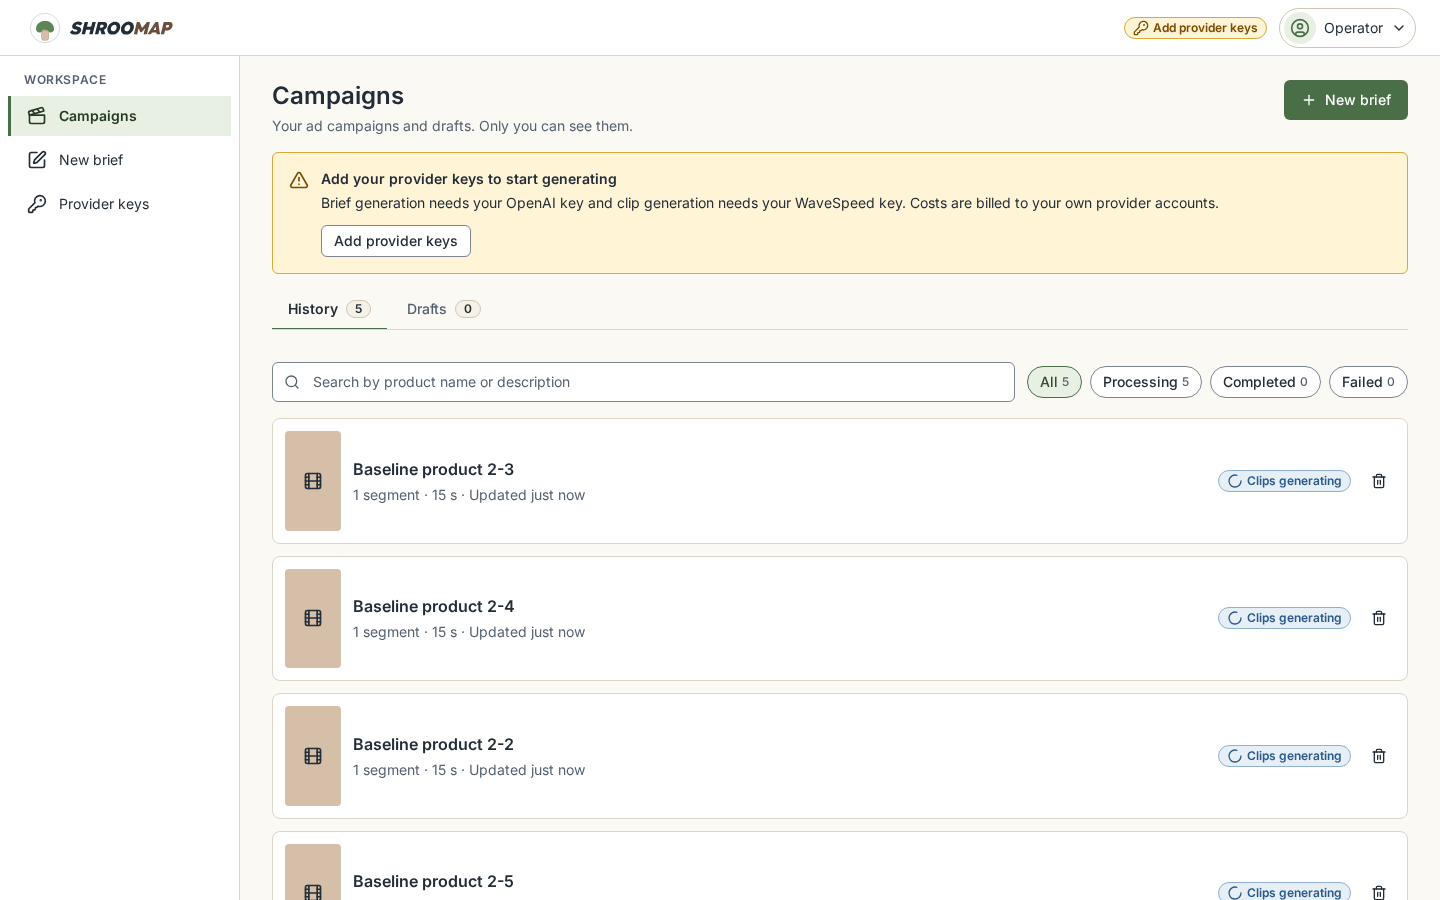 SHROOMAP
Add provider keys
Operator
WORKSPACE
Campaigns
New brief
Provider keys
Campaigns
Your ad campaigns and drafts. Only you can see them.
New brief
Add your provider keys to start generating
Brief generation needs your OpenAI key and clip generation needs your WaveSpeed key. Costs are billed to your own provider accounts.
Add provider keys
History 5
Drafts 0
Search by product name or description
All 5
Processing 5
Completed 0
Failed 0
Baseline product 2-3
1 segment · 15 s · Updated just now
Clips generating
Baseline product 2-4
1 segment · 15 s · Updated just now
Clips generating
Baseline product 2-2
1 segment · 15 s · Updated just now
Clips generating
Baseline product 2-5
Clips generating